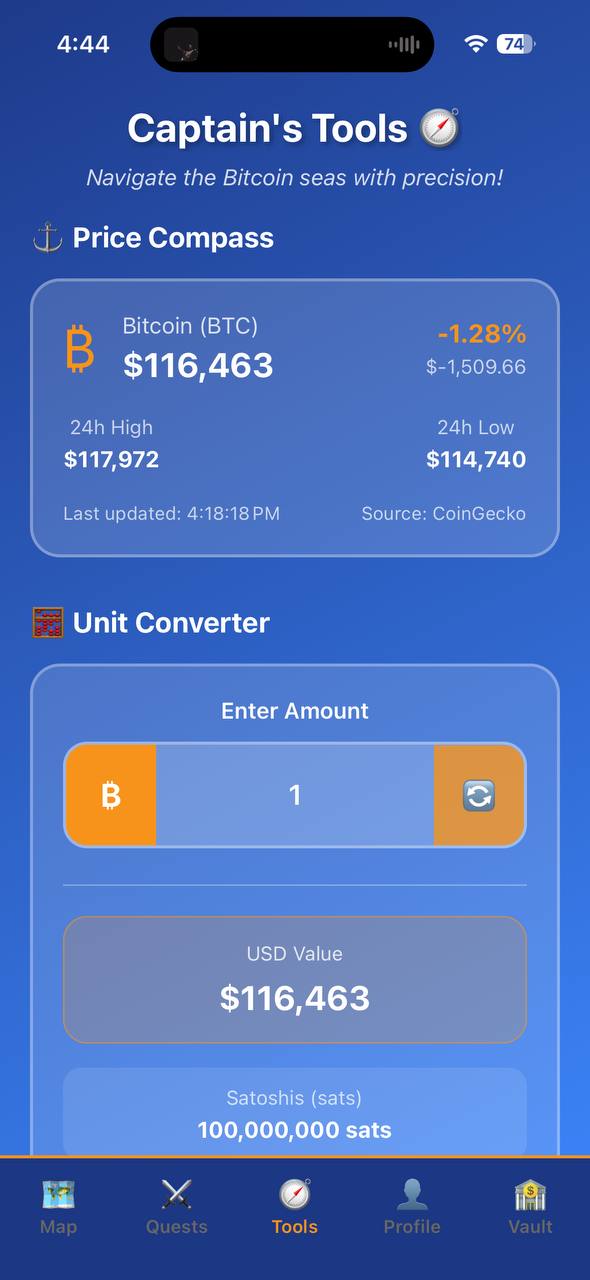 4:44
74
Captain's Tools
Navigate the Bitcoin seas with precision!
Price Compass
₿ Bitcoin (BTC) -1.28%
$116,463 $-1,509.66
24h High 24h Low
$117,972 $114,740
Last updated: 4:18:18 PM Source: CoinGecko
Unit Converter
Enter Amount
₿ 1
USD Value
$116,463
Satoshis (sats)
100,000,000 sats
Map Quests Tools Profile Vault